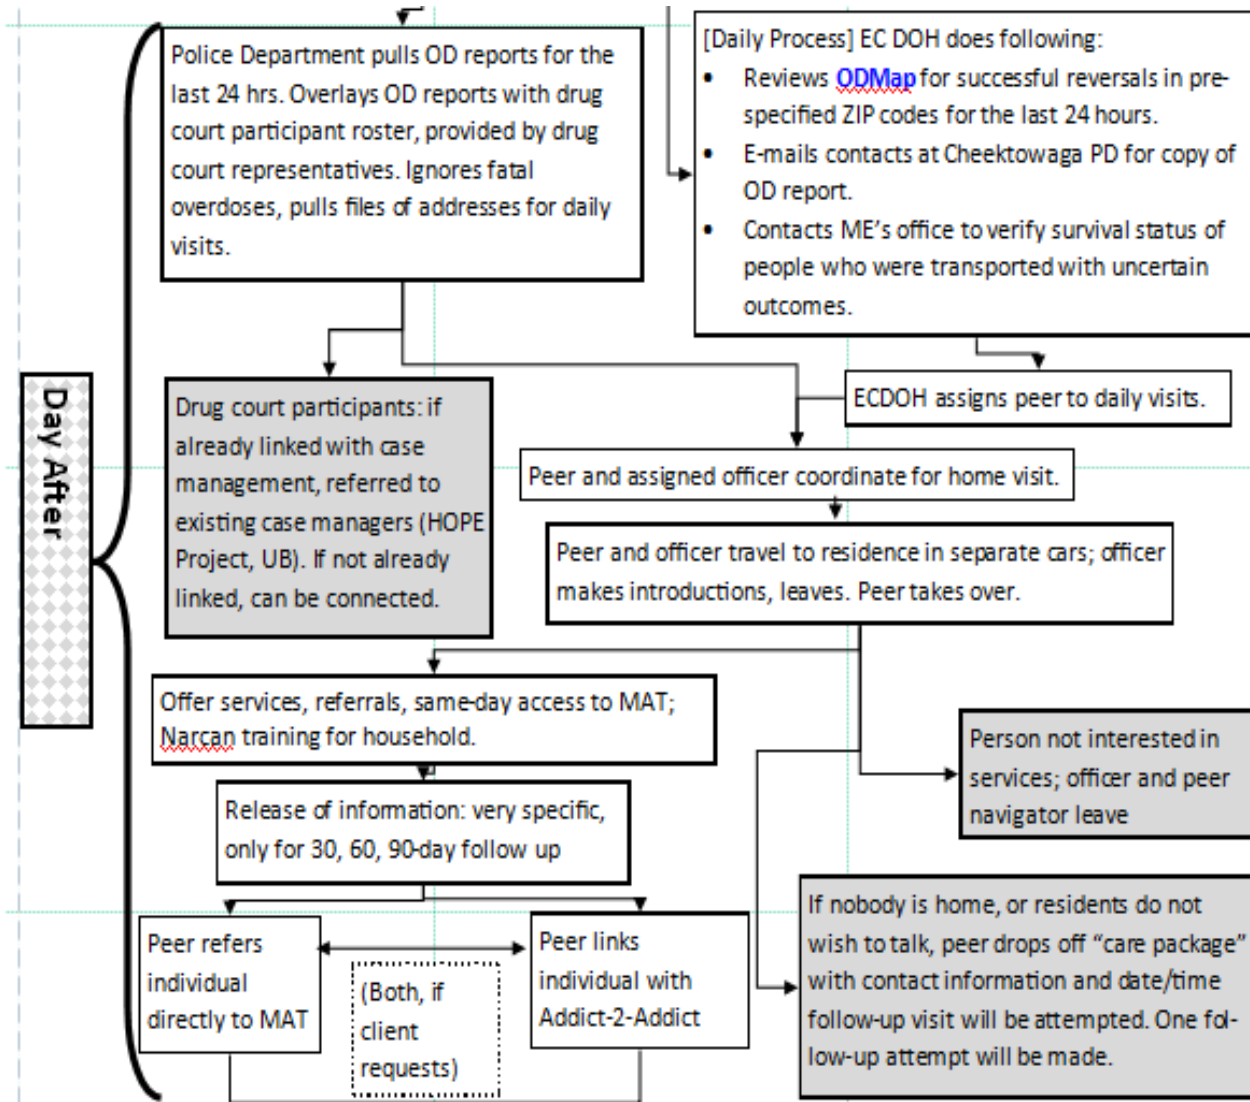 Police Department pulls OD reports for the
last 24 hrs. Overlays OD reports with drug
court participant roster, provided by drug
court representatives. Ignores fatal
overdoses, pulls files of addresses for daily
visits.
[Daily Process] EC DOH does following:
• Reviews ODMap for successful reversals in pre-
specified ZIP codes for the last 24 hours.
• E-mails contacts at Cheektowaga PD for copy of
OD report.
• Contacts ME’s office to verify survival status of
people who were transported with uncertain
outcomes.
Day After
Drug court participants: if
already linked with case
management, referred to
existing case managers (HOPE
Project, UB). If not already
linked, can be connected.
ECDOH assigns peer to daily visits.
Peer and assigned officer coordinate for home visit.
Peer and officer travel to residence in separate cars; officer
makes introductions, leaves. Peer takes over.
Offer services, referrals, same-day access to MAT;
Narcan training for household.
Person not interested in
services; officer and peer
navigator leave
Release of information: very specific,
only for 30, 60, 90-day follow up
If nobody is home, or residents do not
wish to talk, peer drops off “care package”
with contact information and date/time
follow-up visit will be attempted. One fol-
low-up attempt will be made.
Peer refers
individual
directly to MAT
(Both, if
client
requests)
Peer links
individual with
Addict-2-Addict